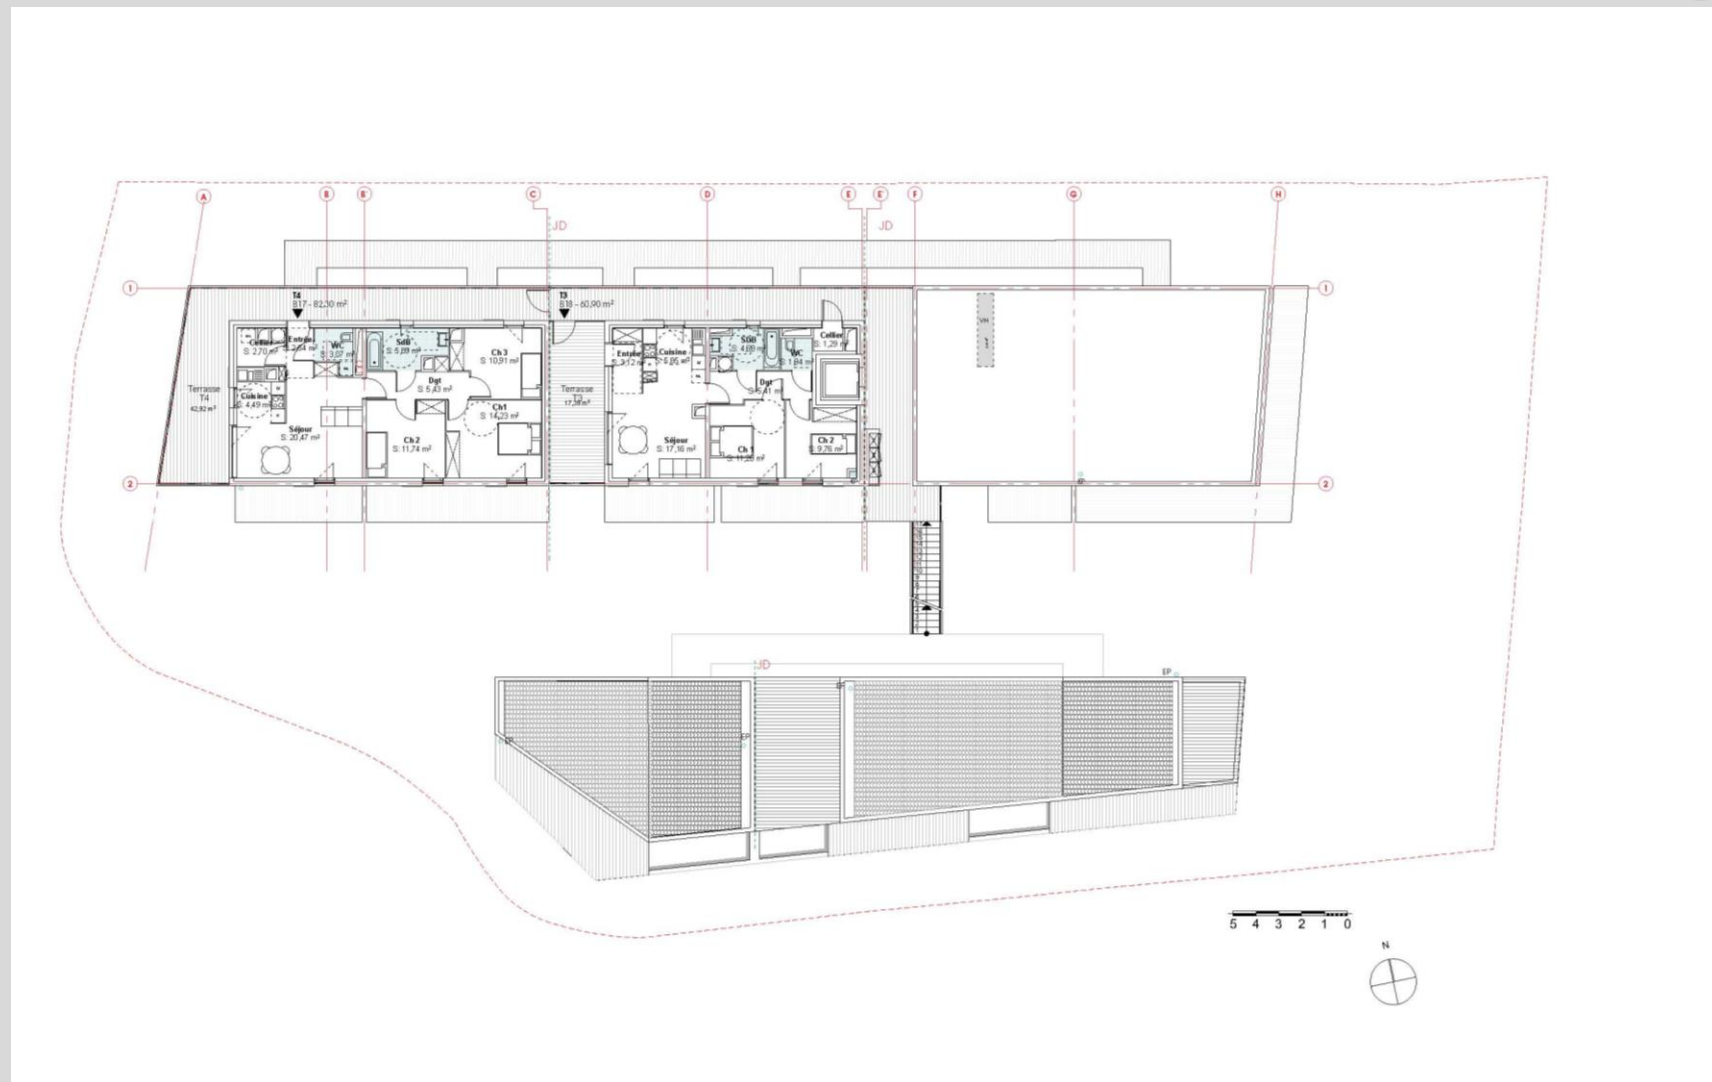 A B B' C D E E' F G H
JD JD
1 1
T4
B17 - 82,30 m²
T3
B18 - 60,90 m²
Cellier
S: 2,70 m²
Entrée
WC
S: 3,07 m²
SdB
S: 5,89 m²
Ch 3
S: 10,91 m²
Dgt
S: 5,43 m²
Cuisine
S: 4,49 m²
Ch1
S: 14,23 m²
Séjour
S: 20,47 m²
Ch 2
S: 11,74 m²
Terrasse
T4
42,92 m²
Terrasse
T3
Entrée
S: 3,12 m²
Cuisine
S: 5,85 m²
SdB
WC
Cellier
S: 1,29 m²
Dgt
Séjour
S: 17,16 m²
Ch 1
Ch 2
S: 9,76 m²
2 2
JD
EP
EP
EP
5 4 3 2 1 0
N